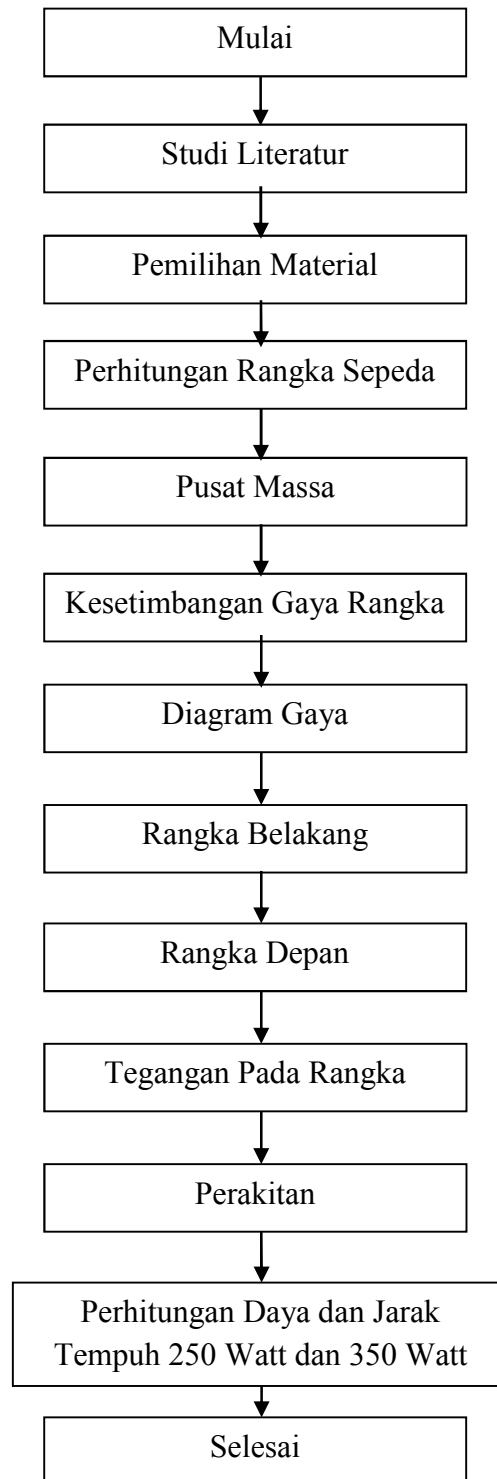 Mulai
Studi Literatur
Pemilihan Material
Perhitungan Rangka Sepeda
Pusat Massa
Kesetimbangan Gaya Rangka
Diagram Gaya
Rangka Belakang
Rangka Depan
Tegangan Pada Rangka
Perakitan
Perhitungan Daya dan Jarak
Tempuh 250 Watt dan 350 Watt
Selesai